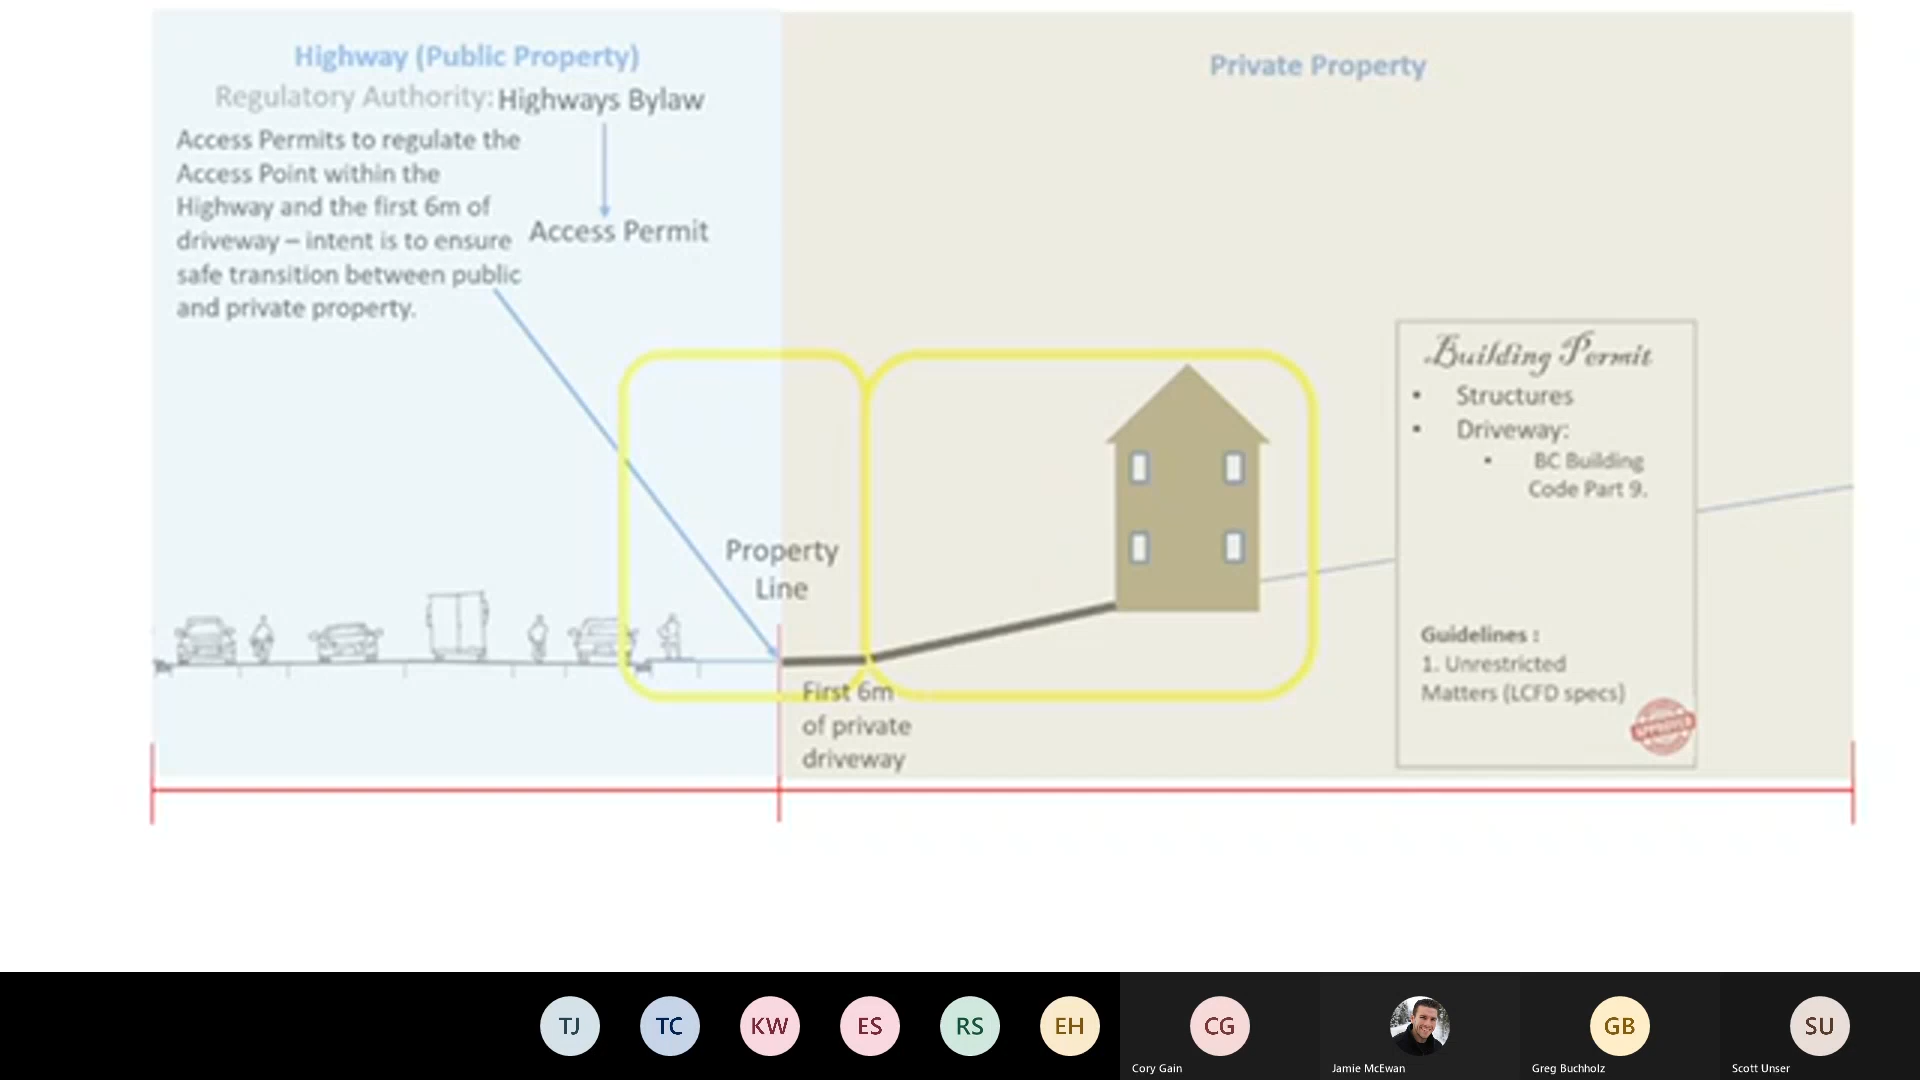 Highway (Public Property)
Regulatory Authority: Highways Bylaw
Access Permits to regulate the
Access Point within the
Highway and the first 6m of
driveway – intent is to ensure
safe transition between public
and private property.
Access Permit
Private Property
Property
Line
First 6m
of private
driveway
Building Permit
• Structures
• Driveway:
• BC Building
Code Part 9.
Guidelines :
1. Unrestricted
Matters (LCFD specs)
APPROVED
TJ
TC
KW
ES
RS
EH
CG
GB
SU
Cory Gain
Jamie McEwan
Greg Buchholz
Scott Unser